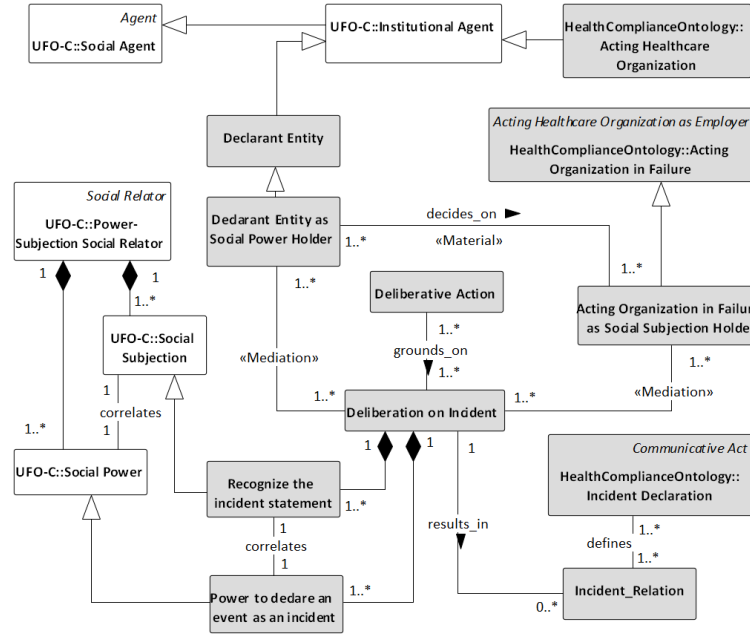 Agent
UFO-C::Social Agent
UFO-C::Institutional Agent
HealthComplianceOntology::
Acting Healthcare
Organization
Declarant Entity
Acting Healthcare Organization as Employer
HealthComplianceOntology::Acting
Organization in Failure
Social Relator
UFO-C::Power-
Subjection Social Relator
Declarant Entity as
Social Power Holder
decides_on
1..*
«Material»
1..*
1
1
1..*
1..*
Deliberative Action
Acting Organization in Failure
as Social Subjection Holde
UFO-C::Social
Subjection
1..*
grounds_on
1..*
1..*
«Mediation»
«Mediation»
1
correlates
1
1..*
1..*
Deliberation on Incident
1..*
1
1
1
UFO-C::Social Power
Communicative Act
HealthComplianceOntology::
Incident Declaration
Recognize the
incident statement
1..*
results_in
1
correlates
1
1..*
defines
1..*
Power to declare an
event as an incident
1..*
Incident_Relation
0..*